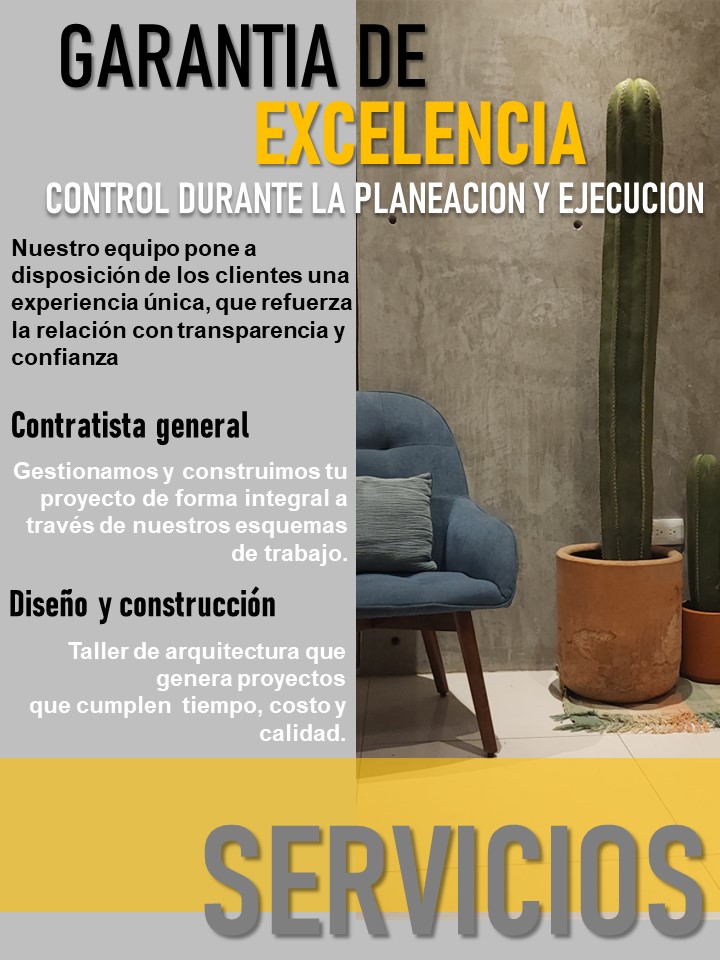 GARANTIA DE
EXCELENCIA
CONTROL DURANTE LA PLANEACION Y EJECUCION
Nuestro equipo pone a
disposición de los clientes una
experiencia única, que refuerza
la relación con transparencia y
confianza
Contratista general
Gestionamos y construimos tu
proyecto de forma integral a
través de nuestros esquemas
de trabajo.
Diseño y construcción
Taller de arquitectura que
genera proyectos
que cumplen tiempo, costo y
calidad.
SERVICIOS